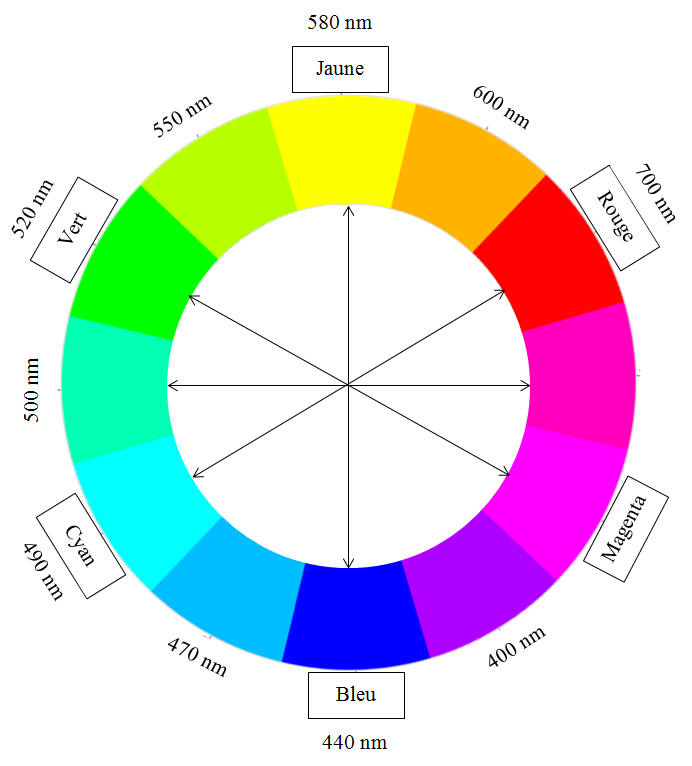 580 nm
Jaune
550 nm
600 nm
520 nm
Vert
Rouge
700 nm
500 nm
Cyan
490 nm
Magenta
470 nm
400 nm
Bleu
440 nm